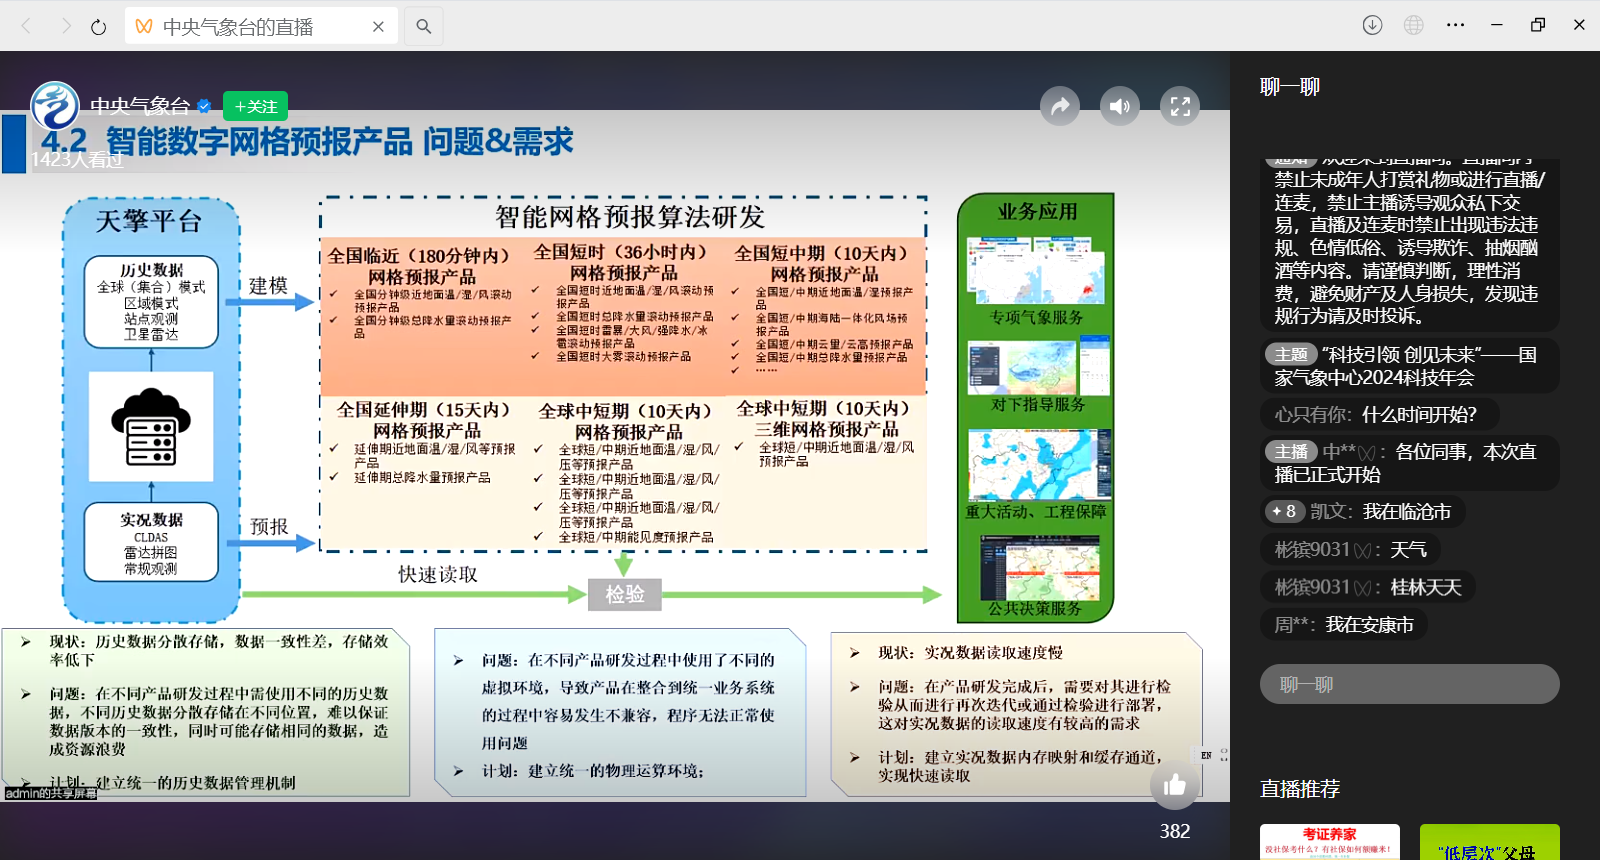 中央气象台的直播
中央气象台
+关注
1423人看过
4.2 智能数字网格预报产品 问题&需求
天擎平台
历史数据
全球（集合）模式
区域模式
站点观测
卫星雷达
实况数据
CLDAS
雷达拼图
常规观测
建模
预报
快速读取
检验
智能网格预报算法研发
全国临近（180分钟内）
网格预报产品
✓ 全国分钟级近地面温/湿/风滚动
预报产品
✓ 全国分钟级总降水量滚动预报产
品
全国短时（36小时内）
网格预报产品
✓ 全国短时近地面温/湿/风滚动预
报产品
✓ 全国短时总降水量滚动预报产品
✓ 全国短时雷暴/大风/强降水/冰
雹滚动预报产品
✓ 全国短时大雾滚动预报产品
全国短中期（10天内）
网格预报产品
✓ 全国短/中期近地面温/湿预报产
品
✓ 全国短/中期海陆一体化风场预
报产品
✓ 全国短/中期云里/云高预报产品
✓ 全国短/中期总降水量预报产品
✓ ……
全国延伸期（15天内）
网格预报产品
✓ 延伸期近地面温/湿/风等预报
产品
✓ 延伸期总降水量预报产品
全球中短期（10天内）
网格预报产品
✓ 全球短/中期近地面温/湿/风/
压等预报产品
✓ 全球短/中期近地面温/湿/风/
压等预报产品
✓ 全球短/中期近地面温/湿/风/
压等预报产品
✓ 全球短/中期能见度预报产品
全球中短期（10天内）
三维网格预报产品
✓ 全球短/中期近地面温/湿/风
预报产品
业务应用
专项气象服务
对下指导服务
重大活动、工程保障
公共决策服务
➢ 现状：历史数据分散存储，数据一致性差，存储效
率低下
➢ 问题：在不同产品研发过程中需使用不同的历史数
据，不同历史数据分散存储在不同位置，难以保证
数据版本的一致性，同时可能存储相同的数据，造
成资源浪费
➢ 计划：建立统一的历史数据管理机制
admin的共享屏幕
➢ 问题：在不同产品研发过程中使用了不同的
虚拟环境，导致产品在整合到统一业务系统
的过程中容易发生不兼容，程序无法正常使
用问题
➢ 计划：建立统一的物理运算环境；
➢ 现状：实况数据读取速度慢
➢ 问题：在产品研发完成后，需要对其进行检
验从而进行再次迭代或通过检验进行部署，
这对实况数据的读取速度有较高的需求
➢ 计划：建立实况数据内存映射和缓存通道，
实现快速读取
EN
382
聊一聊
通知 欢迎来到直播间。直播间内
禁止未成年人打赏礼物或进行直播/
连麦，禁止主播诱导观众私下交
易，直播及连麦时禁止出现违法违
规、色情低俗、诱导欺诈、抽烟酗
酒等内容。请谨慎判断，理性消
费，避免财产及人身损失，发现违
规行为请及时投诉。
主题 “科技引领 创见未来”——国
家气象中心2024科技年会
心只有你：什么时间开始？
主播 中**：各位同事，本次直
播已正式开始
8 凯文：我在临沧市
彬镔9031：天气
彬镔9031：桂林天天
周**：我在安康市
聊一聊
直播推荐
考证养家
没社保考什么？有社保如何领赚米！
“低层次”父母